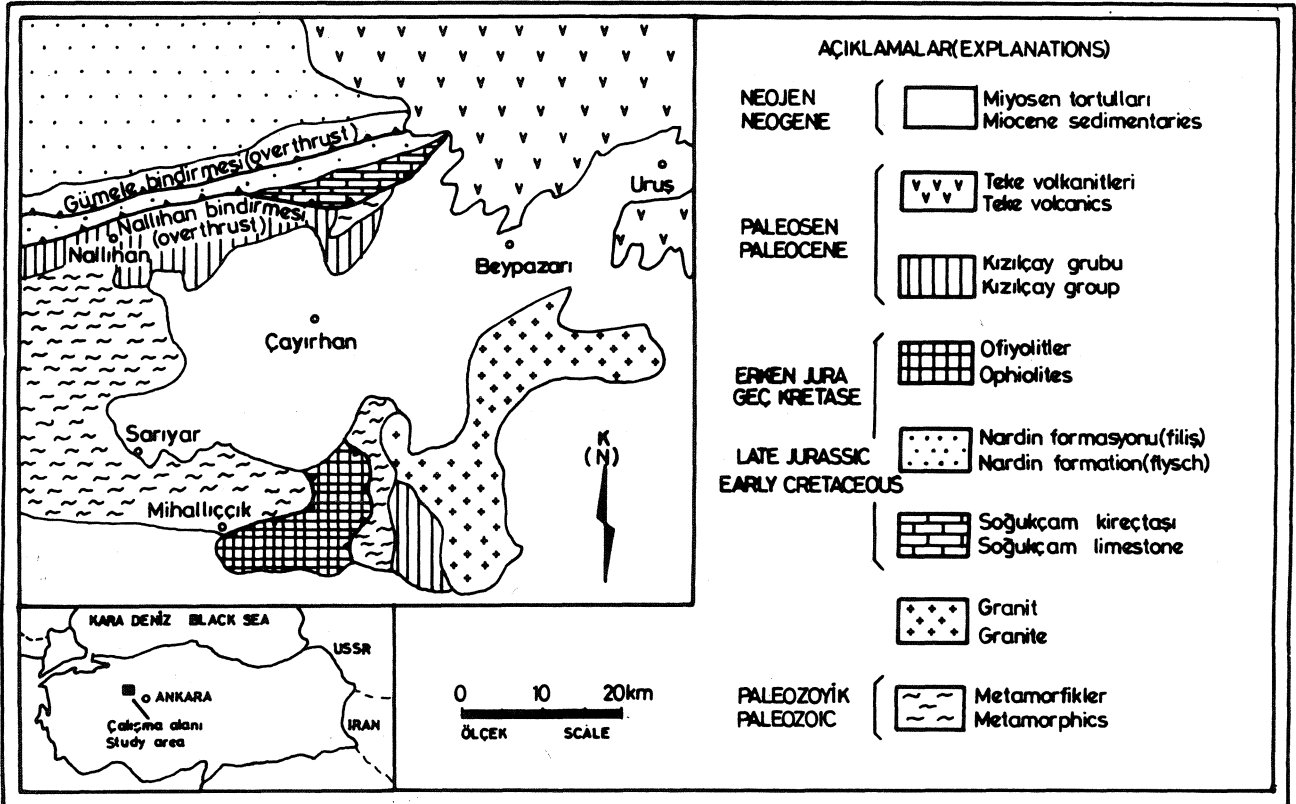 Gümele bindirmesi(overthrust)
Nallıhan bindirmesi
(overthrust)
Nallıhan
Uruş
Beypazarı
Çayırhan
Sarıyar
Mihallıççık
K
(N)
AÇIKLAMALAR(EXPLANATIONS)
NEOJEN
NEOGENE
Miyosen tortulları
Miocene sedimentaries
PALEOSEN
PALEOCENE
Teke volkanitleri
Teke volcanics
Kızılçay grubu
Kızılçay group
ERKEN JURA
GEÇ KRETASE
LATE JURASSIC
EARLY CRETACEOUS
Ofiyolitler
Ophiolites
Nardin formasyonu(filiş)
Nardin formation(flysch)
Soğukçam kireçtaşı
Soğukçam limestone
Granit
Granite
PALEOZOYİK
PALEOZOIC
Metamorfikler
Metamorphics
KARA DENİZ BLACK SEA
USSR
ANKARA
IRAN
Çalışma alanı
Study area
0 10 20km
ÖLÇEK SCALE